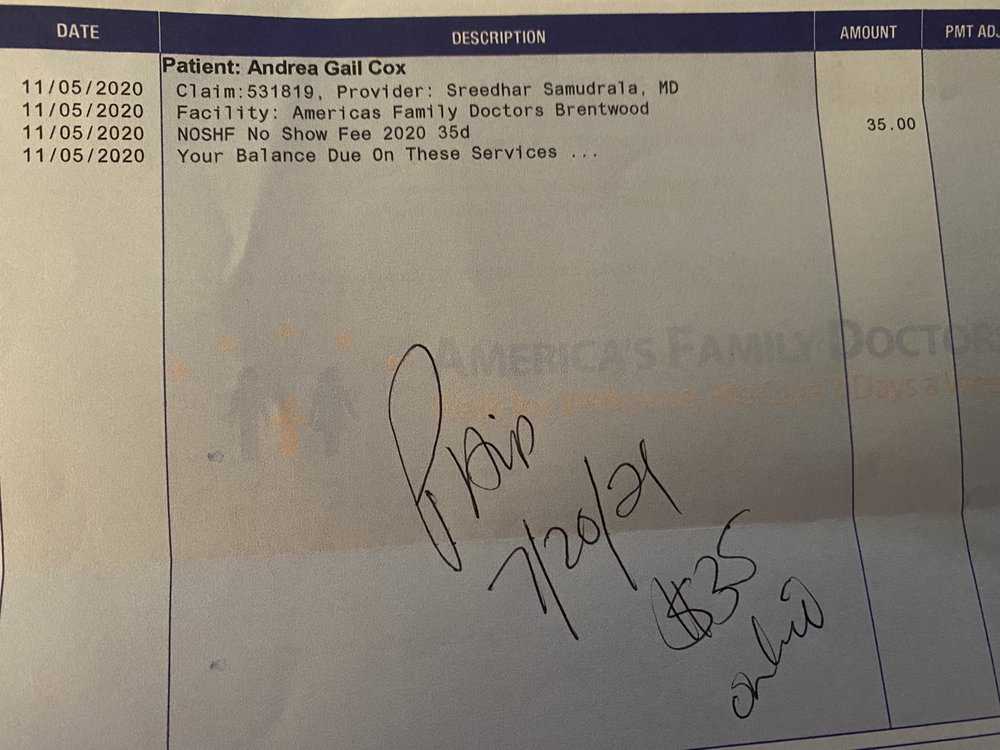 DATE DESCRIPTION AMOUNT PMT ADJ
Patient: Andrea Gail Cox
11/05/2020 Claim:531819, Provider: Sreedhar Samudrala, MD
11/05/2020 Facility: Americas Family Doctors Brentwood
11/05/2020 NOSHF No Show Fee 2020 35d 35.00
11/05/2020 Your Balance Due On These Services ...
AMERICA'S FAMILY DOCTOR
Days a
PAID
7/20/21
$35
online